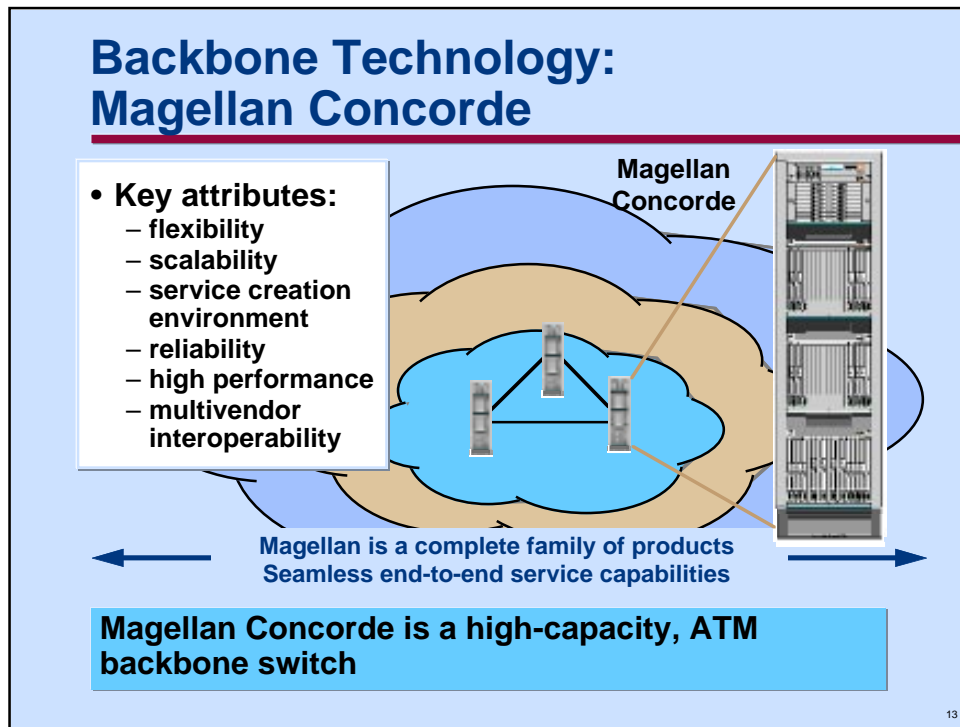 Backbone Technology:
Magellan Concorde
• Key attributes:
– flexibility
– scalability
– service creation
environment
– reliability
– high performance
– multivendor
interoperability
Magellan
Concorde
Magellan is a complete family of products
Seamless end-to-end service capabilities
Magellan Concorde is a high-capacity, ATM
backbone switch
13